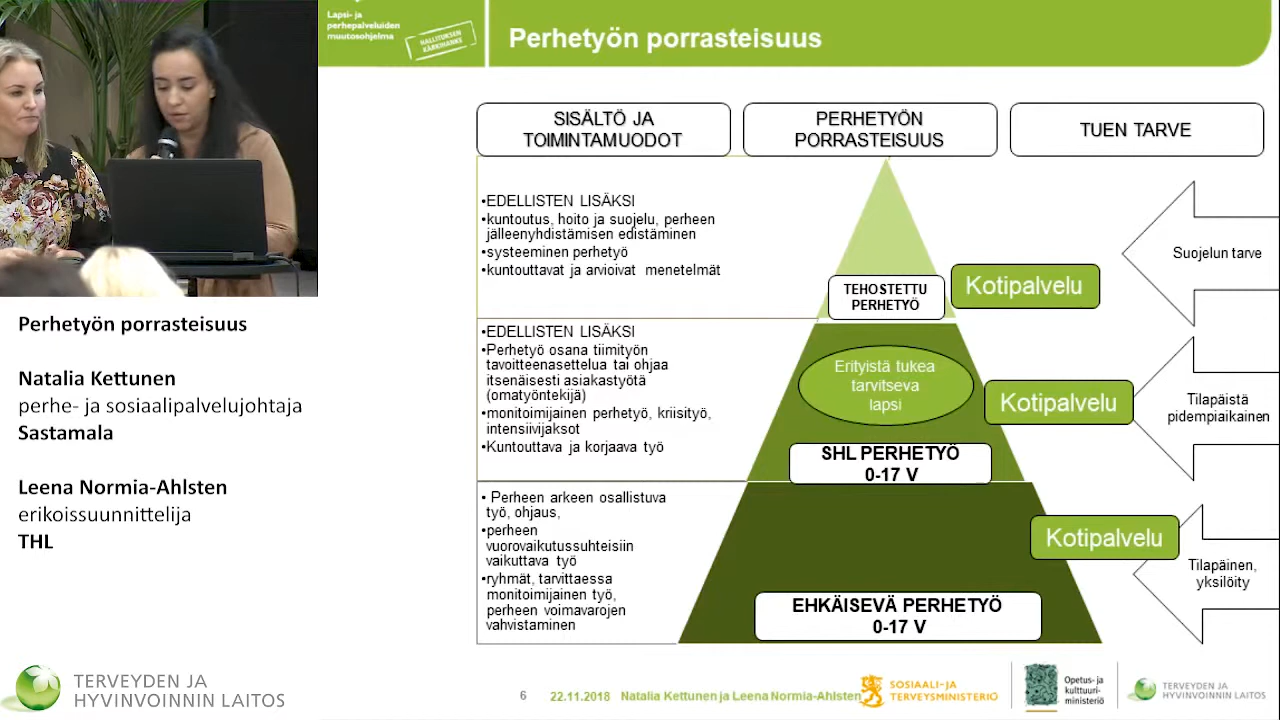 Lapsi- ja
perhepalveluiden
muutosohjelma
HALLITUKSEN
KÄRKIHANKE
Perhetyön porrasteisuus
SISÄLTÖ JA
TOIMINTAMUODOT
PERHETYÖN
PORRASTEISUUS
TUEN TARVE
•EDELLISTEN LISÄKSI
•kuntoutus, hoito ja suojelu, perheen
jälleenyhdistämisen edistäminen
•systeeminen perhetyö
•kuntouttavat ja arvioivat menetelmät
TEHOSTETTU
PERHETYÖ
Kotipalvelu
Suojelun tarve
•EDELLISTEN LISÄKSI
•Perhetyö osana tiimityön
tavoitteenasettelua tai ohjaa
itsenäisesti asiakastyötä
(omatyöntekijä)
•monitoimijainen perhetyö, kriisityö,
intensiivijaksot
•Kuntouttava ja korjaava työ
Erityistä tukea
tarvitseva
lapsi
SHL PERHETYÖ
0-17 V
Kotipalvelu
Tilapäistä
pidempiaikainen
• Perheen arkeen osallistuva
työ, ohjaus,
•perheen
vuorovaikutussuhteisiin
vaikuttava työ
•ryhmät, tarvittaessa
monitoimijainen työ,
perheen voimavarojen
vahvistaminen
EHKÄISEVÄ PERHETYÖ
0-17 V
Kotipalvelu
Tilapäinen,
yksilöity
Perhetyön porrasteisuus
Natalia Kettunen
perhe- ja sosiaalipalvelujohtaja
Sastamala
Leena Normia-Ahlsten
erikoissuunnittelija
THL
TERVEYDEN JA
HYVINVOINNIN LAITOS
6 22.11.2018 Natalia Kettunen ja Leena Normia-Ahlsten
SOSIAALI- JA
TERVEYSMINISTERIÖ
Opetus- ja
kulttuuri-
ministeriö
TERVEYDEN JA
HYVINVOINNIN LAITOS